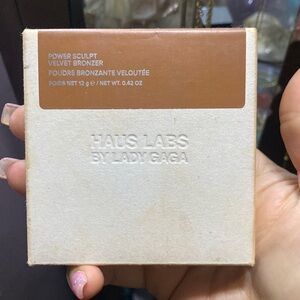 POWER SCULPT
VELVET BRONZER
POUDRE BRONZANTE VELOUTÉE
POIDS NET 12 g ℮ / NET WT. 0.42 OZ
HAUS LABS
BY LADY GAGA